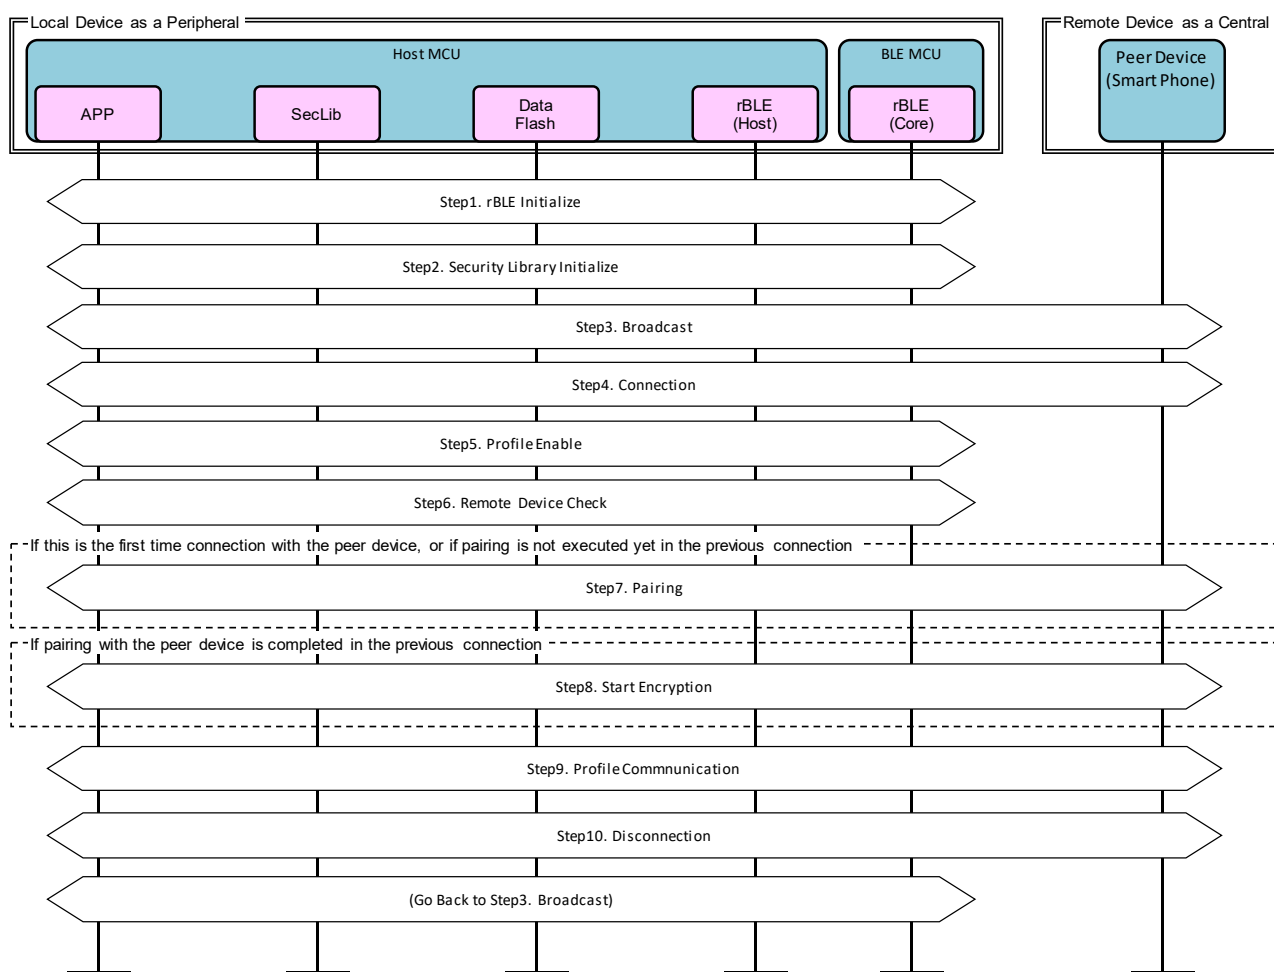 Local Device as a Peripheral
Remote Device as a Central
Host MCU
BLE MCU
Peer Device
(Smart Phone)
APP
SecLib
Data
Flash
rBLE
(Host)
rBLE
(Core)
Step1. rBLE Initialize
Step2. Security Library Initialize
Step3. Broadcast
Step4. Connection
Step5. Profile Enable
Step6. Remote Device Check
If this is the first time connection with the peer device, or if pairing is not executed yet in the previous connection
Step7. Pairing
If pairing with the peer device is completed in the previous connection
Step8. Start Encryption
Step9. Profile Commnunication
Step10. Disconnection
(Go Back to Step3. Broadcast)